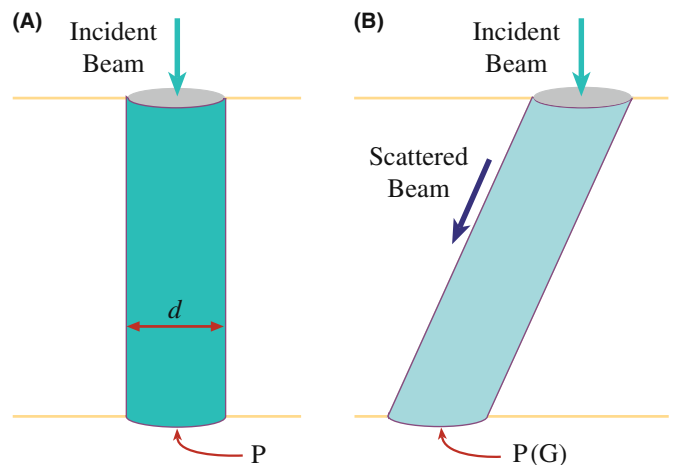 (A)
Incident
Beam
d
P
(B)
Incident
Beam
Scattered
Beam
P(G)